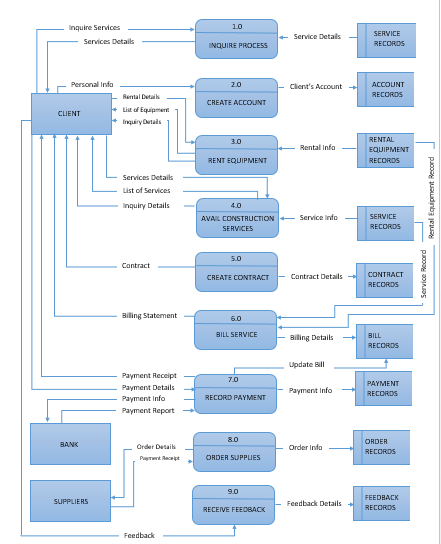 1.0
Inquire Services
Service Details
SERVICE
RECORDS
Services Details
INQUIRE PROCESS
Personal Info
2.0
Client's Account
ACCOUNT
RECORDS
Rental Details
CREATE ACCOUNT
CLIENT
List of Equipment
Inquiry Details
3.0
Rental Info
RENTAL
EQUIPMENT
RECORDS
RENT EQUIPMENT
Rental Equipment Record
Services Details
List of Services
Inquiry Details
4.0
AVAIL CONSTRUCTION
SERVICES
Service Info
SERVICE
RECORDS
Service Record
Contract
5.0
CREATE CONTRACT
Contract Details
CONTRACT
RECORDS
Billing Statement
6.0
BILL SERVICE
Billing Details
BILL
RECORDS
Update Bill
Payment Receipt
Payment Details
Payment Info
Payment Report
7.0
RECORD PAYMENT
Payment Info
PAYMENT
RECORDS
BANK
Order Details
Payment Receipt
8.0
ORDER SUPPLIES
Order Info
ORDER
RECORDS
SUPPLIERS
9.0
RECEIVE FEEDBACK
Feedback Details
FEEDBACK
RECORDS
Feedback